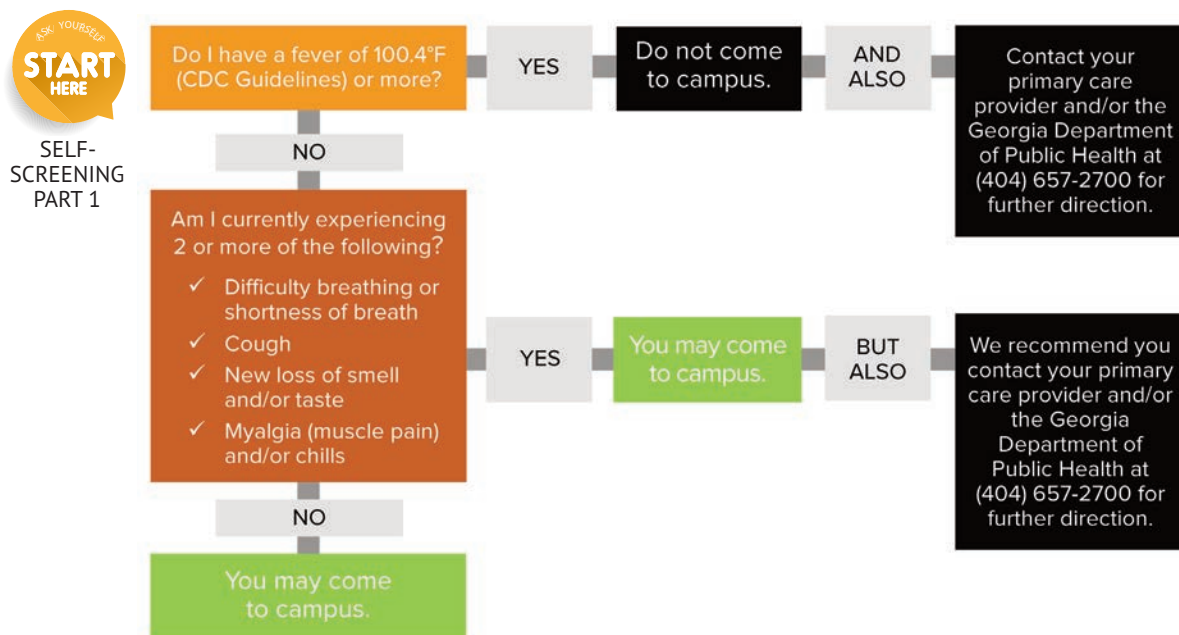 ASK YOURSELF
START
HERE
SELF-
SCREENING
PART 1
Do I have a fever of 100.4°F
(CDC Guidelines) or more?
YES
Do not come
to campus.
AND
ALSO
Contact your
primary care
provider and/or the
Georgia Department
of Public Health at
(404) 657-2700 for
further direction.
NO
Am I currently experiencing
2 or more of the following?
✓ Difficulty breathing or
shortness of breath
✓ Cough
✓ New loss of smell
and/or taste
✓ Myalgia (muscle pain)
and/or chills
YES
You may come
to campus.
BUT
ALSO
We recommend you
contact your primary
care provider and/or
the Georgia
Department of
Public Health at
(404) 657-2700 for
further direction.
NO
You may come
to campus.